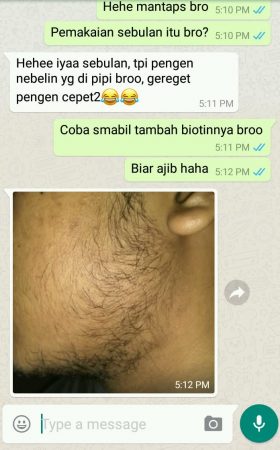 Hehe mantaps bro 5:10 PM
Pemakaian sebulan itu bro? 5:10 PM
Hehee iyaa sebulan, tpi pengen
nebelin yg di pipi broo, gereget
pengen cepet2😂😂
5:11 PM
Coba smabil tambah biotinnya broo
5:11 PM
Biar ajib haha 5:12 PM
5:12 PM
Type a message